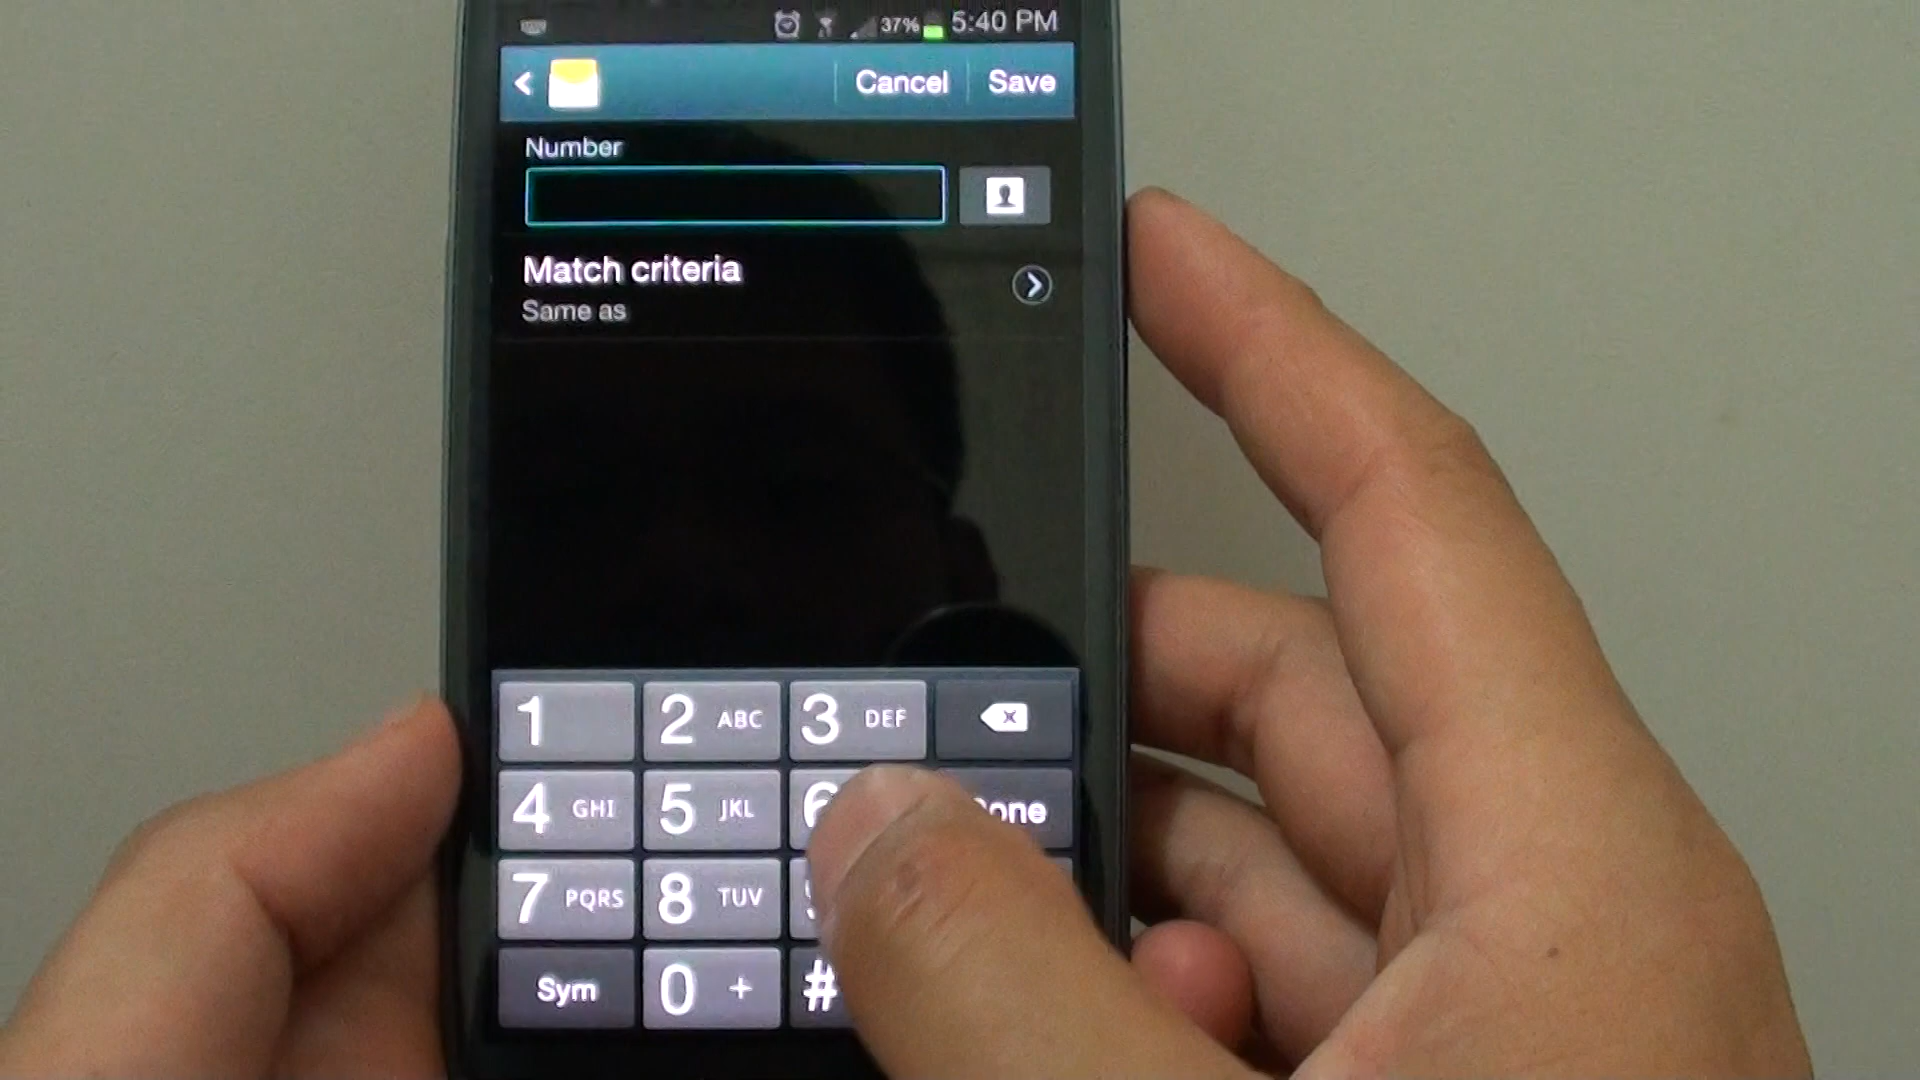 37% 5:40 PM
Cancel Save
Number
Match criteria
Same as
1 2 ABC 3 DEF
4 GHI 5 JKL 6
7 PQRS 8 TUV
Sym 0 + #